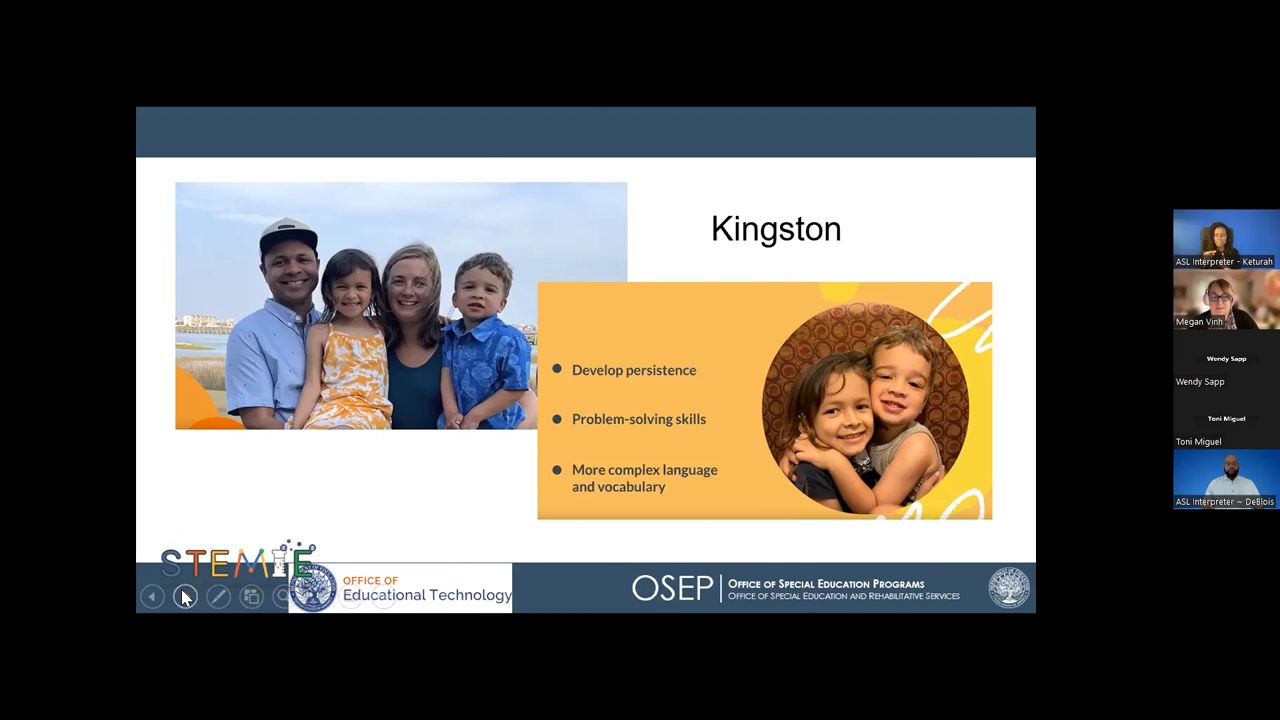 Kingston
Develop persistence
Problem-solving skills
More complex language
and vocabulary
STEMIE
OFFICE OF
Educational Technology
OSEP
OFFICE OF SPECIAL EDUCATION PROGRAMS
OFFICE OF SPECIAL EDUCATION AND REHABILITATIVE SERVICES
ASL Interpreter - Keturah
Megan Vinh
Wendy Sapp
Wendy Sapp
Toni Miguel
Toni Miguel
ASL Interpreter ~ DeBlois